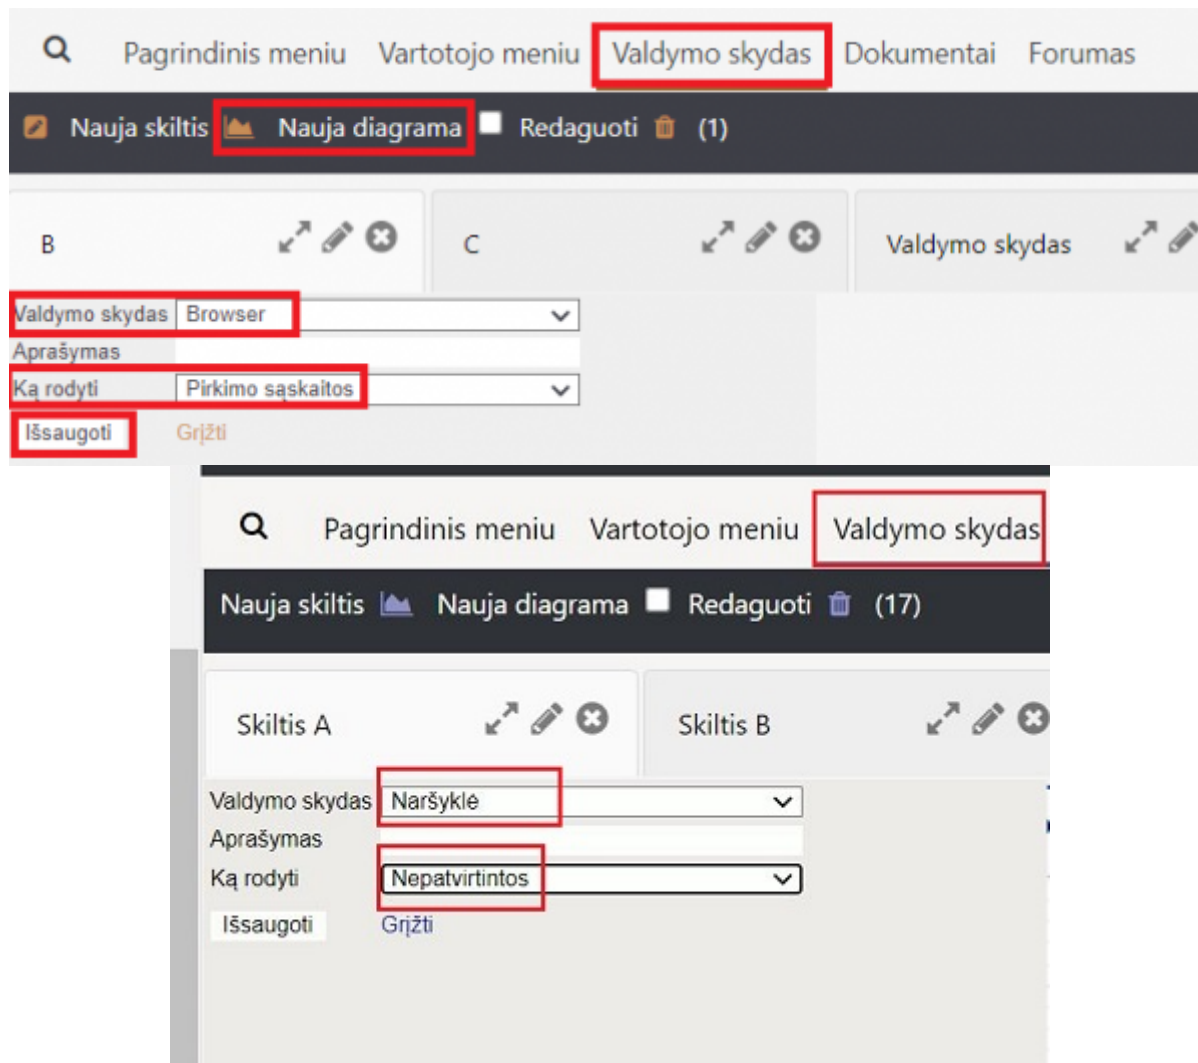 Pagrindinis meniu Vartotojo meniu Valdymo skydas Dokumentai Forumas
Nauja skiltis Nauja diagrama Redaguoti (1)
B C Valdymo skydas
Valdymo skydas Browser
Aprašymas
Ką rodyti Pirkimo sąskaitos
Išsaugoti Grįžti
Pagrindinis meniu Vartotojo meniu Valdymo skydas
Nauja skiltis Nauja diagrama Redaguoti (17)
Skiltis A Skiltis B
Valdymo skydas Naršyklė
Aprašymas
Ką rodyti Nepatvirtintos
Išsaugoti Grįžti